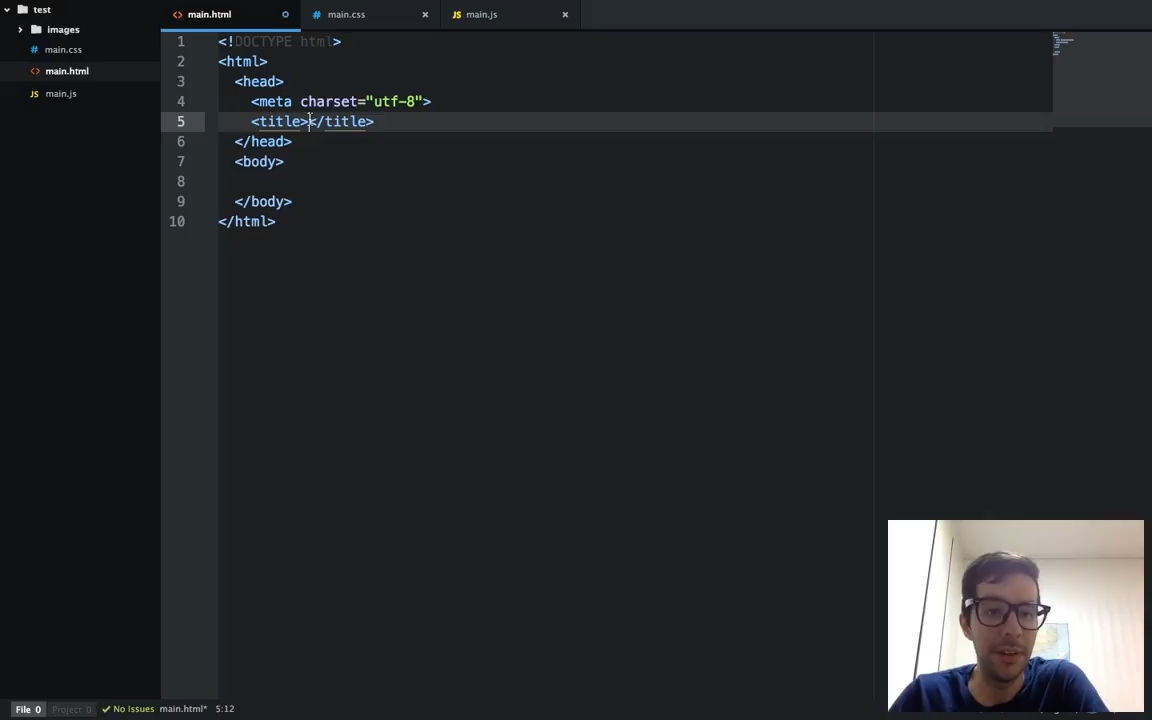 test
images
main.css
main.html
main.js
main.html
main.css
main.js
1 <!DOCTYPE html>
2 <html>
3 <head>
4 <meta charset="utf-8">
5 <title></title>
6 </head>
7 <body>
8
9 </body>
10 </html>
File 0 Project 0 No Issues main.html* 5:12